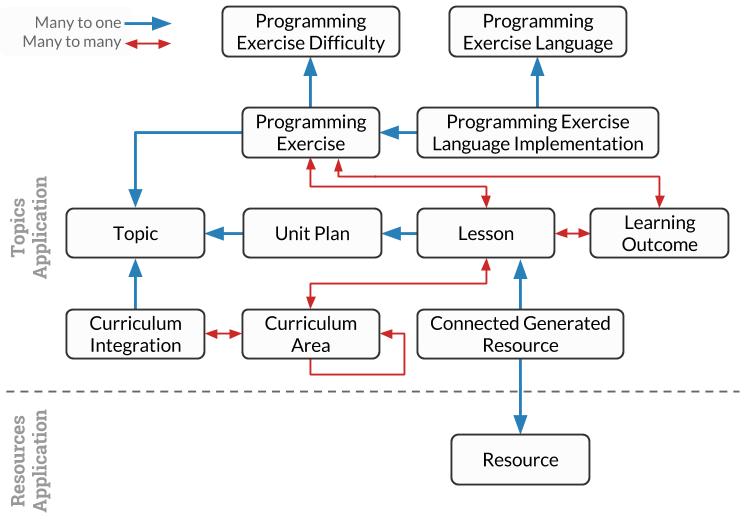 Many to one
Many to many
Programming
Exercise Difficulty
Programming
Exercise Language
Programming
Exercise
Programming Exercise
Language Implementation
Topics
Application
Topic
Unit Plan
Lesson
Learning
Outcome
Curriculum
Integration
Curriculum
Area
Connected Generated
Resource
Resources
Application
Resource